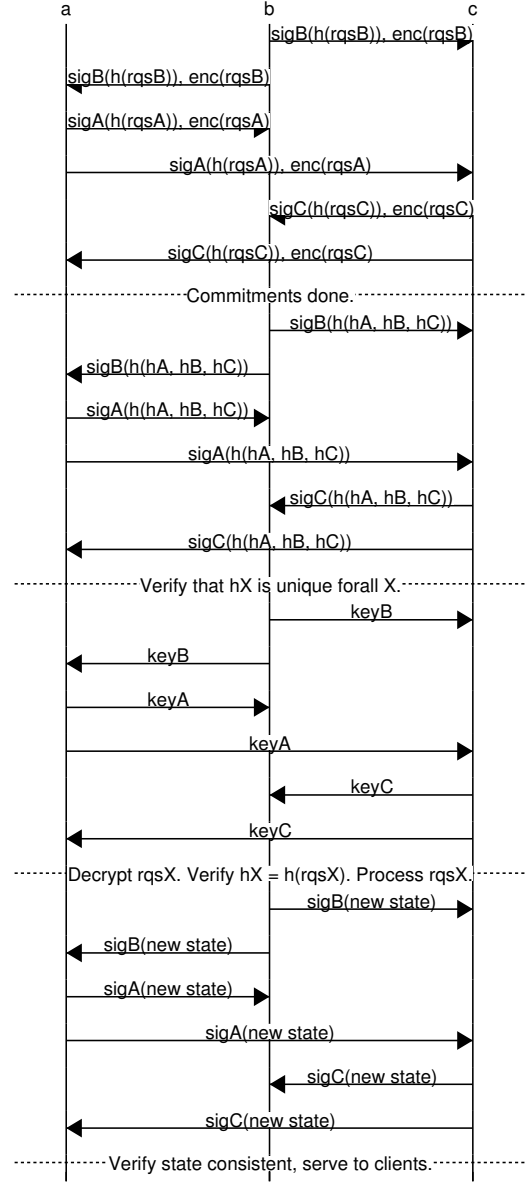 a b c
sigB(h(rqsB)), enc(rqsB)
sigB(h(rqsB)), enc(rqsB)
sigA(h(rqsA)), enc(rqsA)
sigA(h(rqsA)), enc(rqsA)
sigC(h(rqsC)), enc(rqsC)
sigC(h(rqsC)), enc(rqsC)
Commitments done.
sigB(h(hA, hB, hC))
sigB(h(hA, hB, hC))
sigA(h(hA, hB, hC))
sigA(h(hA, hB, hC))
sigC(h(hA, hB, hC))
sigC(h(hA, hB, hC))
Verify that hX is unique forall X.
keyB
keyB
keyA
keyA
keyC
keyC
Decrypt rqsX. Verify hX = h(rqsX). Process rqsX.
sigB(new state)
sigB(new state)
sigA(new state)
sigA(new state)
sigC(new state)
sigC(new state)
Verify state consistent, serve to clients.